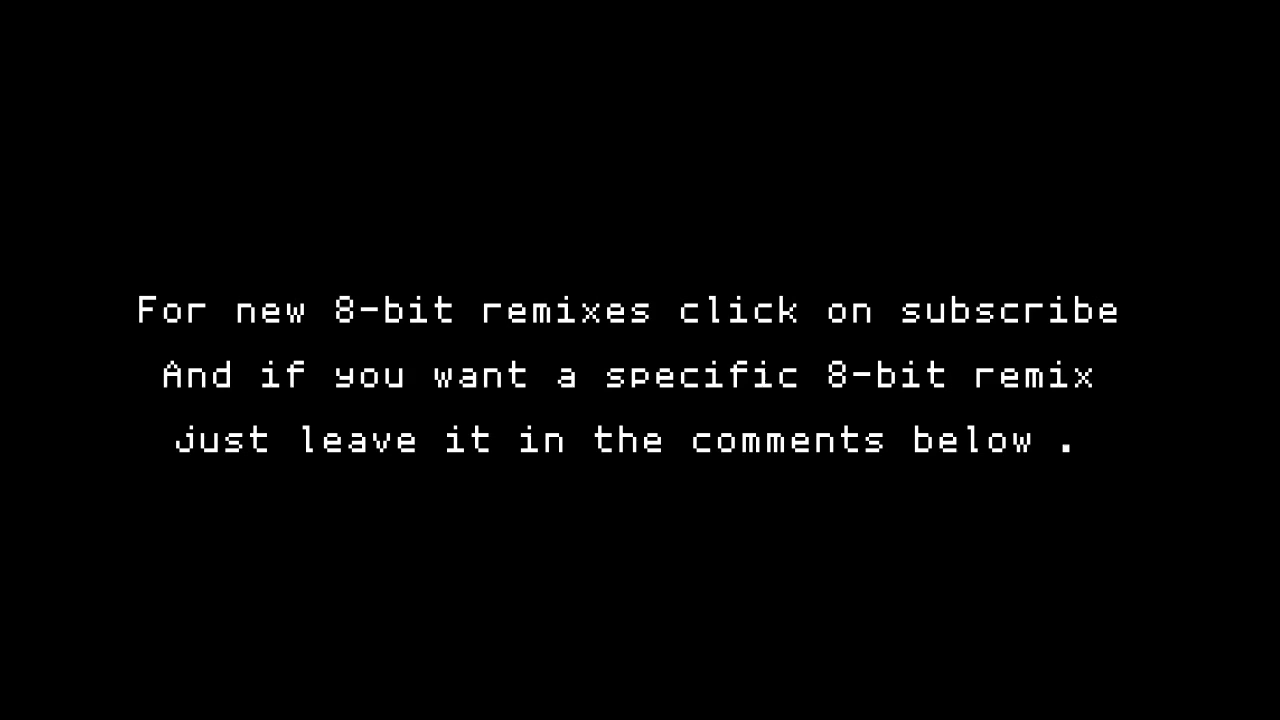 For new 8-bit remixes click on subscribe
And if you want a specific 8-bit remix
just leave it in the comments below .